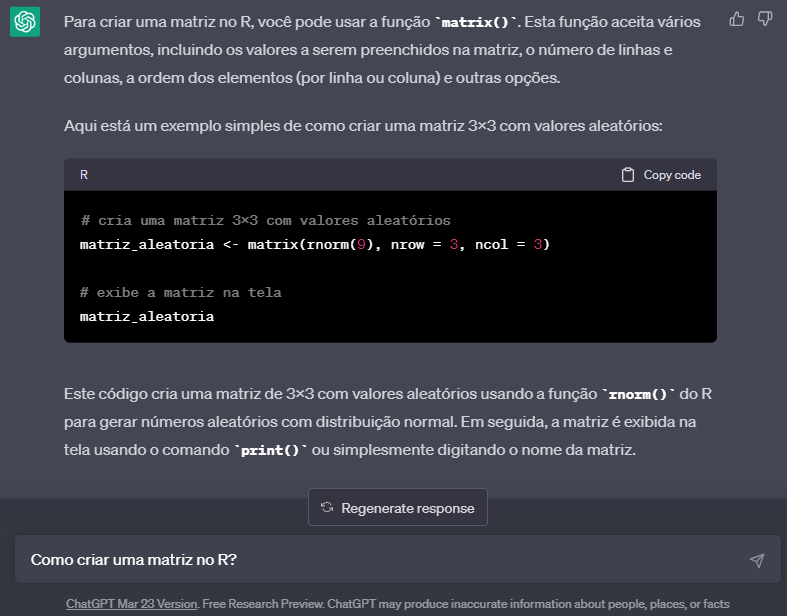 Para criar uma matriz no R, você pode usar a função `matrix()`. Esta função aceita vários
argumentos, incluindo os valores a serem preenchidos na matriz, o número de linhas e
colunas, a ordem dos elementos (por linha ou coluna) e outras opções.
Aqui está um exemplo simples de como criar uma matriz 3×3 com valores aleatórios:
R
Copy code
# cria uma matriz 3×3 com valores aleatórios
matriz_aleatoria <- matrix(rnorm(9), nrow = 3, ncol = 3)
# exibe a matriz na tela
matriz_aleatoria
Este código cria uma matriz de 3×3 com valores aleatórios usando a função `rnorm()` do R
para gerar números aleatórios com distribuição normal. Em seguida, a matriz é exibida na
tela usando o comando `print()` ou simplesmente digitando o nome da matriz.
Regenerate response
Como criar uma matriz no R?
ChatGPT Mar 23 Version. Free Research Preview. ChatGPT may produce inaccurate information about people, places, or facts